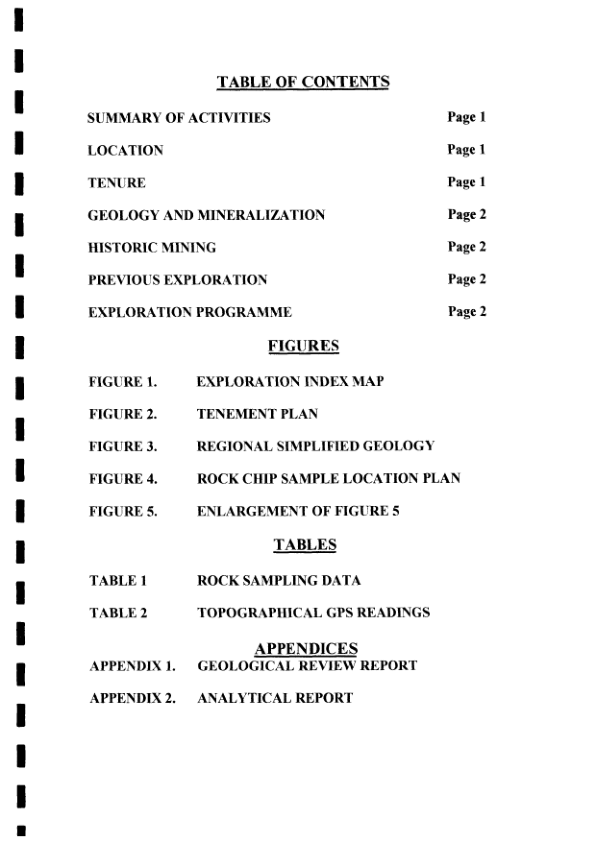 TABLE OF CONTENTS
SUMMARY OF ACTIVITIES Page 1
LOCATION Page 1
TENURE Page 1
GEOLOGY AND MINERALIZATION Page 2
HISTORIC MINING Page 2
PREVIOUS EXPLORATION Page 2
EXPLORATION PROGRAMME Page 2
FIGURES
FIGURE 1. EXPLORATION INDEX MAP
FIGURE 2. TENEMENT PLAN
FIGURE 3. REGIONAL SIMPLIFIED GEOLOGY
FIGURE 4. ROCK CHIP SAMPLE LOCATION PLAN
FIGURE 5. ENLARGEMENT OF FIGURE 5
TABLES
TABLE 1 ROCK SAMPLING DATA
TABLE 2 TOPOGRAPHICAL GPS READINGS
APPENDICES
APPENDIX 1. GEOLOGICAL REVIEW REPORT
APPENDIX 2. ANALYTICAL REPORT